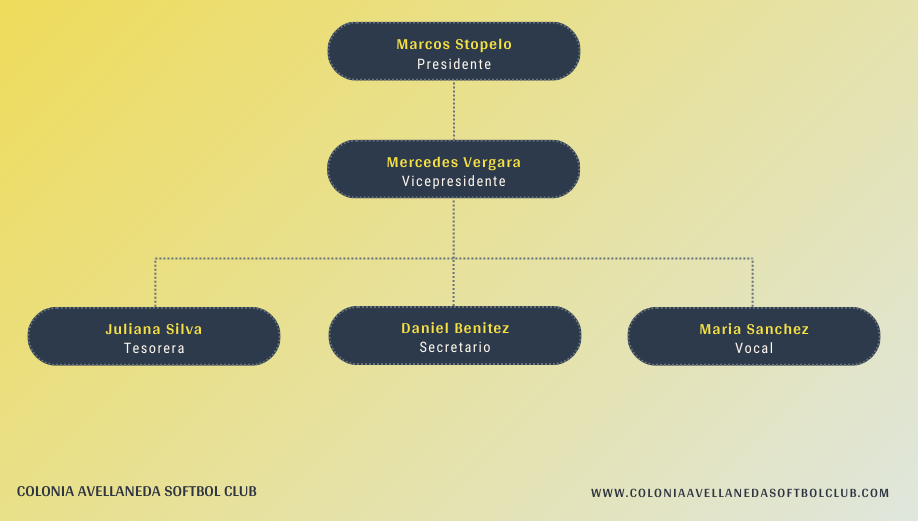 Marcos Stopelo
Presidente
Mercedes Vergara
Vicepresidente
Juliana Silva
Tesorera
Daniel Benitez
Secretario
Maria Sanchez
Vocal
COLONIA AVELLANEDA SOFTBOL CLUB
WWW.COLONIAAVELLANEDASOFTBOLCLUB.COM